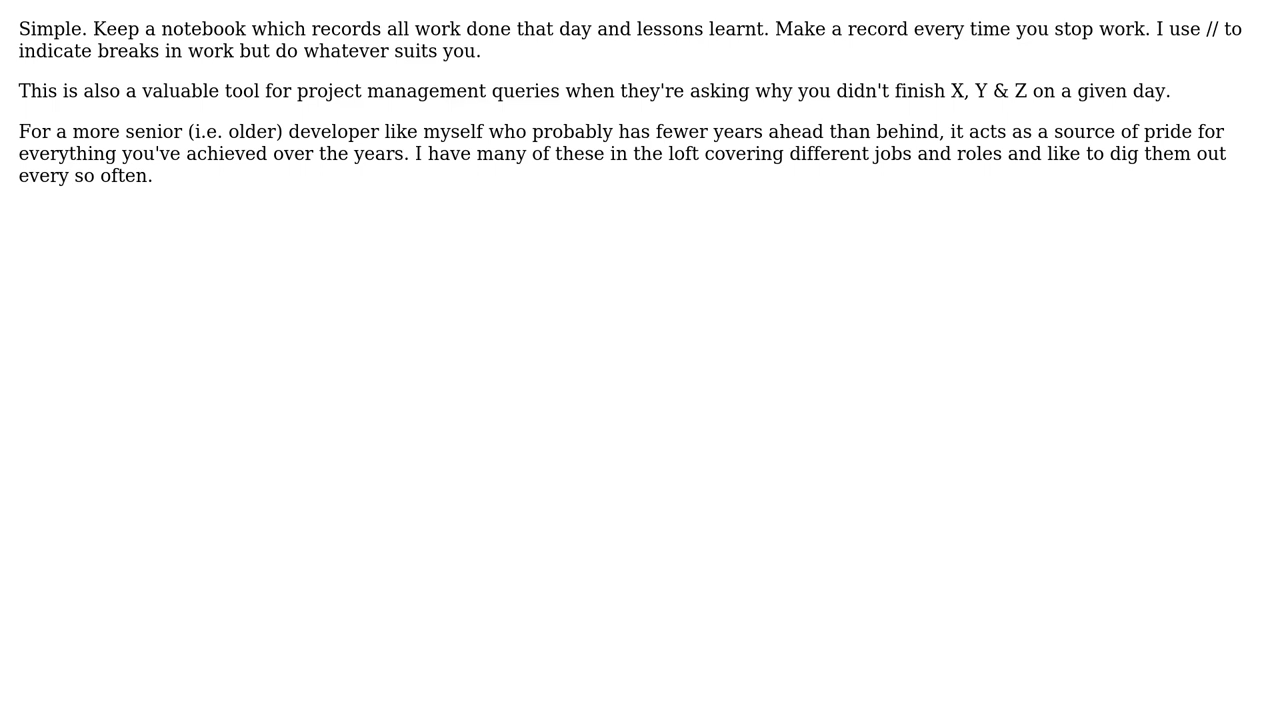 Simple. Keep a notebook which records all work done that day and lessons learnt. Make a record every time you stop work. I use // to
indicate breaks in work but do whatever suits you.
This is also a valuable tool for project management queries when they're asking why you didn't finish X, Y & Z on a given day.
For a more senior (i.e. older) developer like myself who probably has fewer years ahead than behind, it acts as a source of pride for
everything you've achieved over the years. I have many of these in the loft covering different jobs and roles and like to dig them out
every so often.